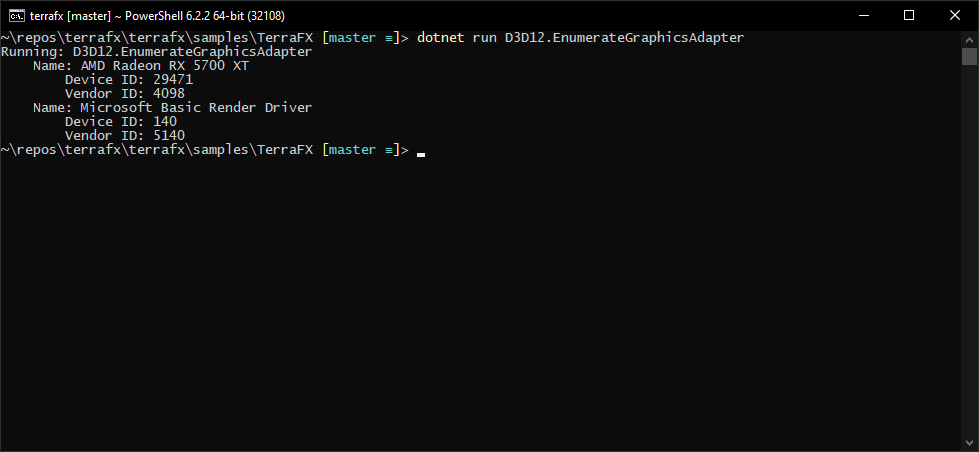 terrafx [master] ~ PowerShell 6.2.2 64-bit (32108)
~\repos\terrafx\terrafx\samples\TerraFX [master ≡]> dotnet run D3D12.EnumerateGraphicsAdapter
Running: D3D12.EnumerateGraphicsAdapter
    Name: AMD Radeon RX 5700 XT
        Device ID: 29471
        Vendor ID: 4098
    Name: Microsoft Basic Render Driver
        Device ID: 140
        Vendor ID: 5140
~\repos\terrafx\terrafx\samples\TerraFX [master ≡]>